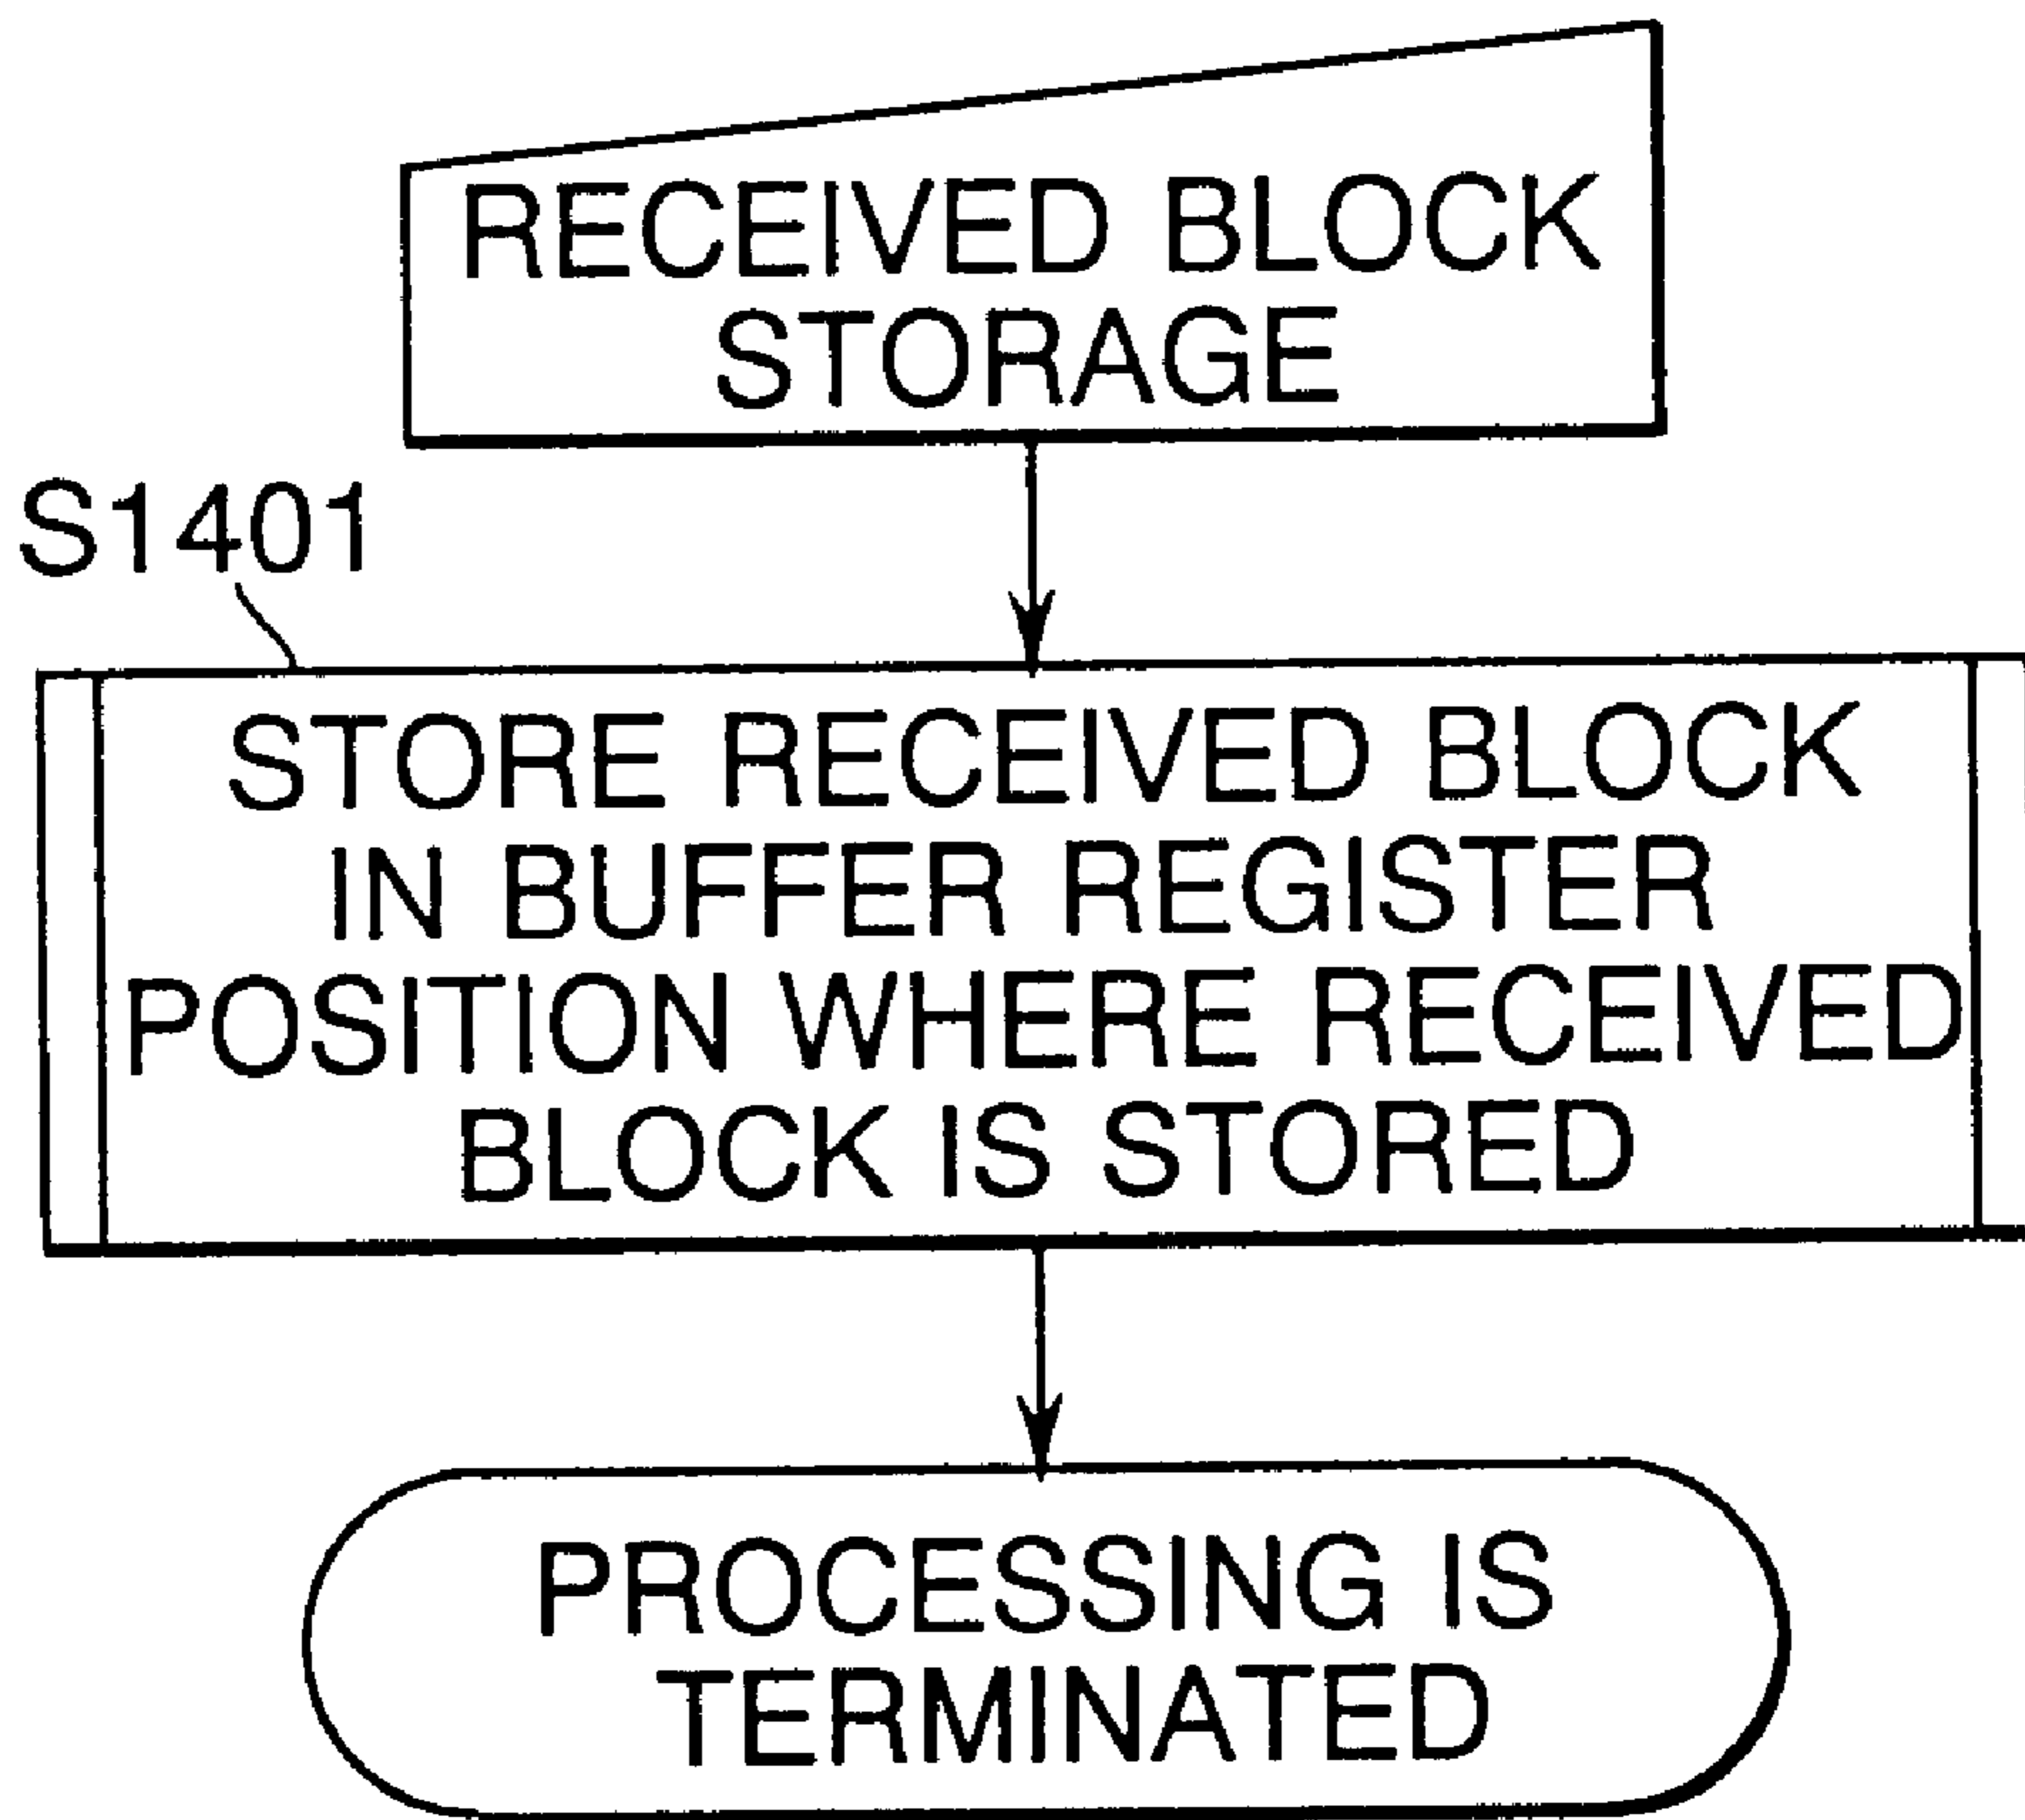 RECEIVED BLOCK
STORAGE
S1401
STORE RECEIVED BLOCK
IN BUFFER REGISTER
POSITION WHERE RECEIVED
BLOCK IS STORED
PROCESSING IS
TERMINATED